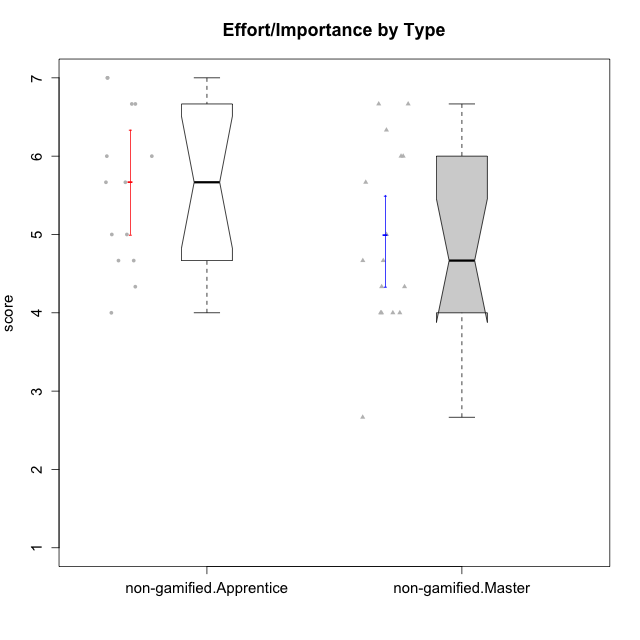 Effort/Importance by Type
7
6
5
4
3
2
1
score
non-gamified.Apprentice
non-gamified.Master